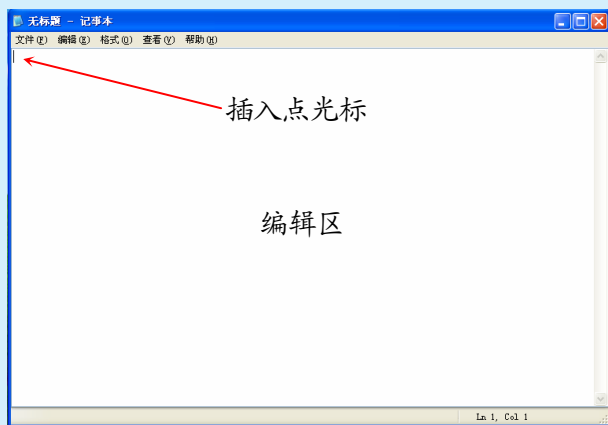 无标题 - 记事本
文件(F) 编辑(E) 格式(O) 查看(V) 帮助(H)
插入点光标
编辑区
Ln 1, Col 1